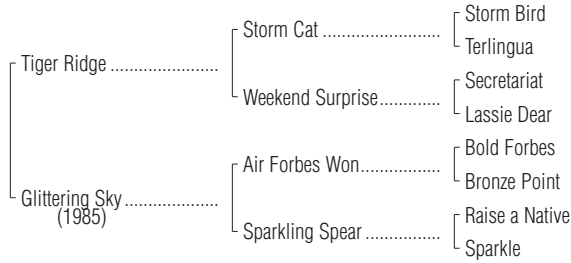 Storm Bird
Storm Cat ..............................
Terlingua
Tiger Ridge ...........................
Secretariat
Weekend Surprise...............
Lassie Dear
Bold Forbes
Air Forbes Won....................
Bronze Point
Glittering Sky.......................
(1985)
Raise a Native
Sparkling Spear ...................
Sparkle